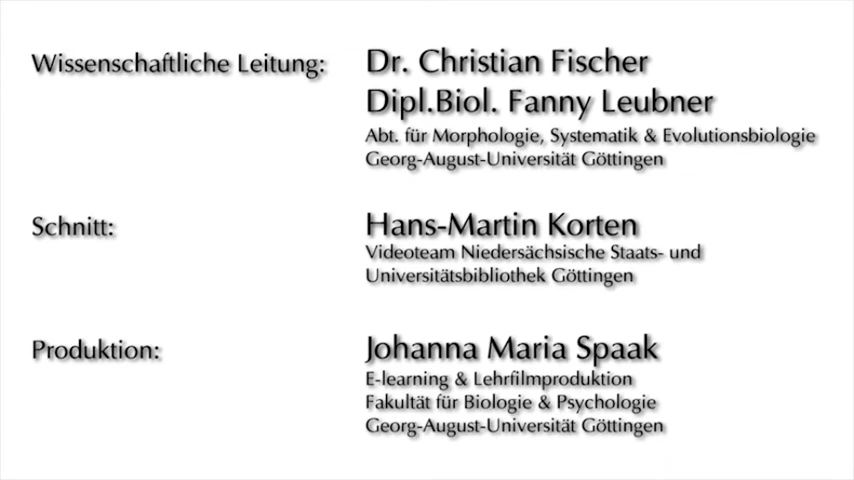 Wissenschaftliche Leitung: Dr. Christian Fischer
Dipl.Biol. Fanny Leubner
Abt. für Morphologie, Systematik & Evolutionsbiologie
Georg-August-Universität Göttingen
Schnitt: Hans-Martin Korten
Videoteam Niedersächsische Staats- und
Universitätsbibliothek Göttingen
Produktion: Johanna Maria Spaak
E-learning & Lehrfilmproduktion
Fakultät für Biologie & Psychologie
Georg-August-Universität Göttingen